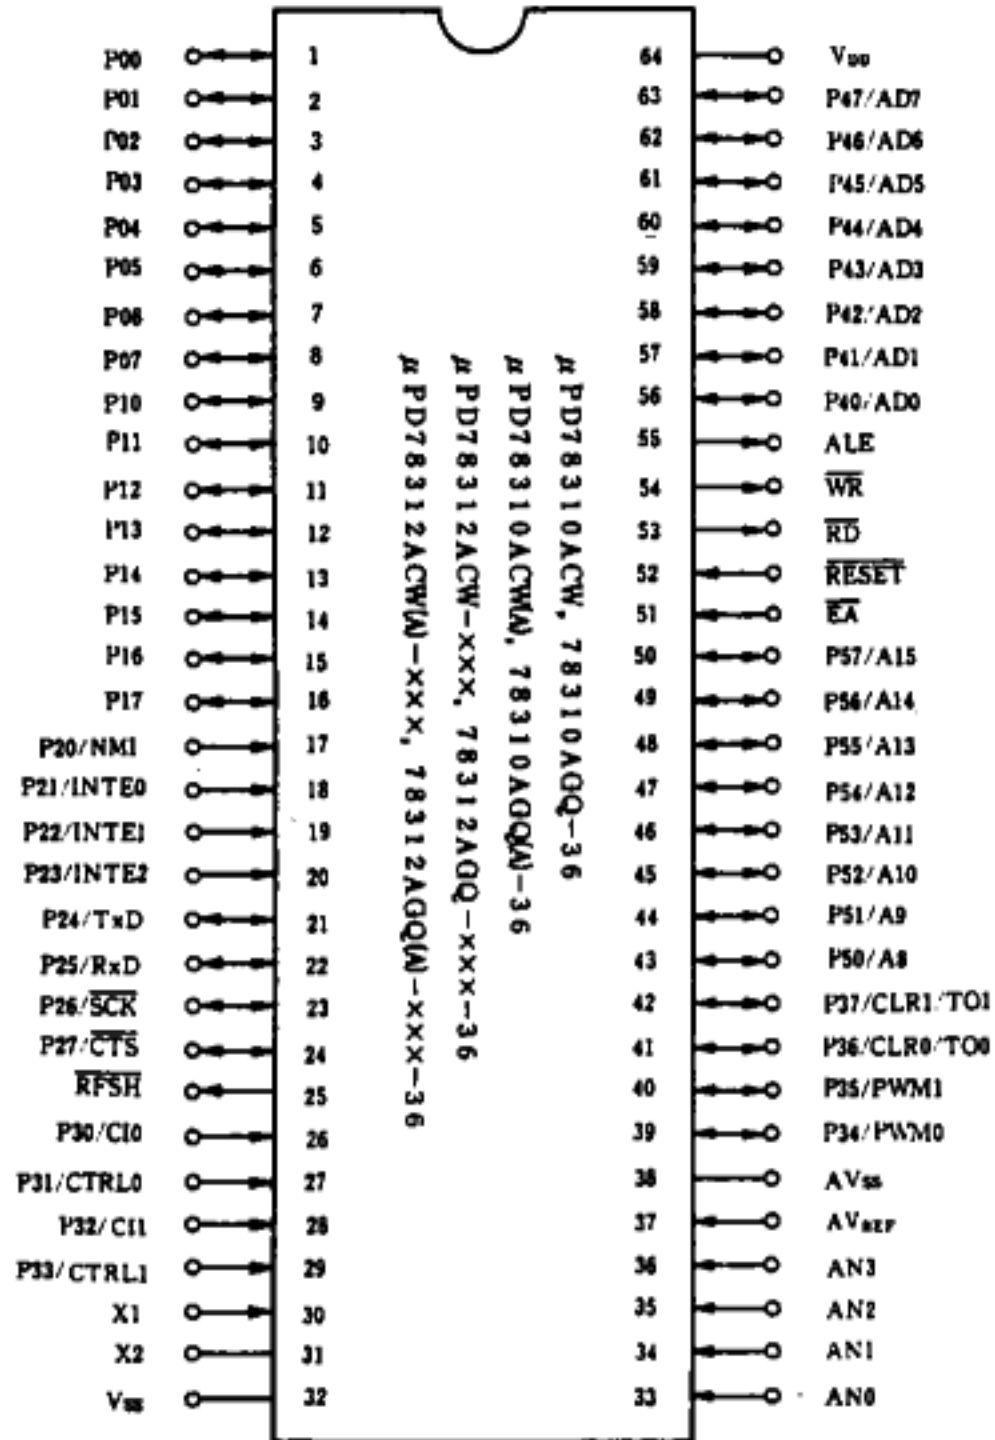 P00 1 64 VDD
P01 2 63 P47/AD7
P02 3 62 P46/AD6
P03 4 61 P45/AD5
P04 5 60 P44/AD4
P05 6 59 P43/AD3
P06 7 58 P42/AD2
P07 8 57 P41/AD1
P10 9 56 P40/AD0
P11 10 55 ALE
P12 11 54 W̅R̅
P13 12 53 R̅D̅
P14 13 52 R̅E̅S̅E̅T̅
P15 14 51 E̅A̅
P16 15 50 P57/A15
P17 16 49 P56/A14
P20/NMI 17 48 P55/A13
P21/INTE0 18 47 P54/A12
P22/INTE1 19 46 P53/A11
P23/INTE2 20 45 P52/A10
P24/TxD 21 44 P51/A9
P25/RxD 22 43 P50/A8
P26/S̅C̅K̅ 23 42 P37/CLR1/TO1
P27/C̅T̅S̅ 24 41 P36/CLR0/TO0
R̅F̅S̅H̅ 25 40 P35/PWM1
P30/CI0 26 39 P34/PWM0
P31/CTRL0 27 38 AVSS
P32/CI1 28 37 AVREF
P33/CTRL1 29 36 AN3
X1 30 35 AN2
X2 31 34 AN1
VSS 32 33 AN0
μPD78310ACW, 78310AGQ-36
μPD78310ACW(A), 78310AGQ(A)-36
μPD78312ACW-×××, 78312AGQ-×××-36
μPD78312ACW(A)-×××, 78312AGQ(A)-×××-36